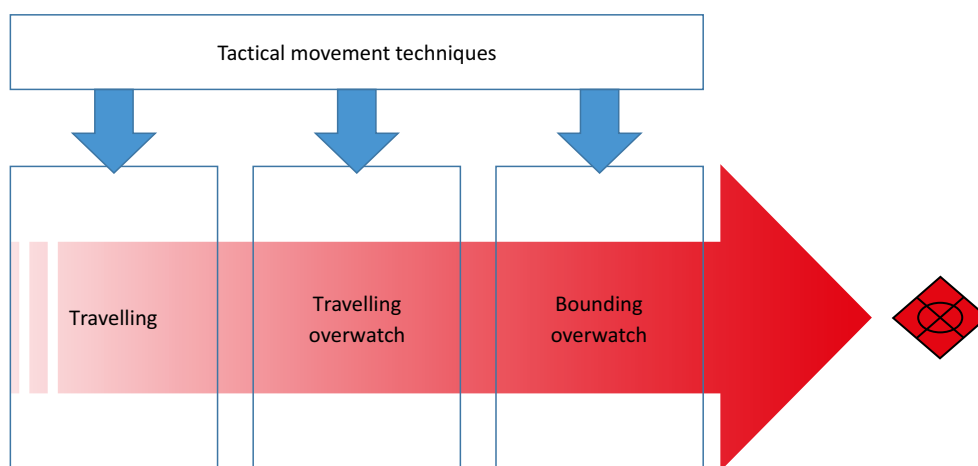 Tactical movement techniques
Travelling
Travelling
overwatch
Bounding
overwatch